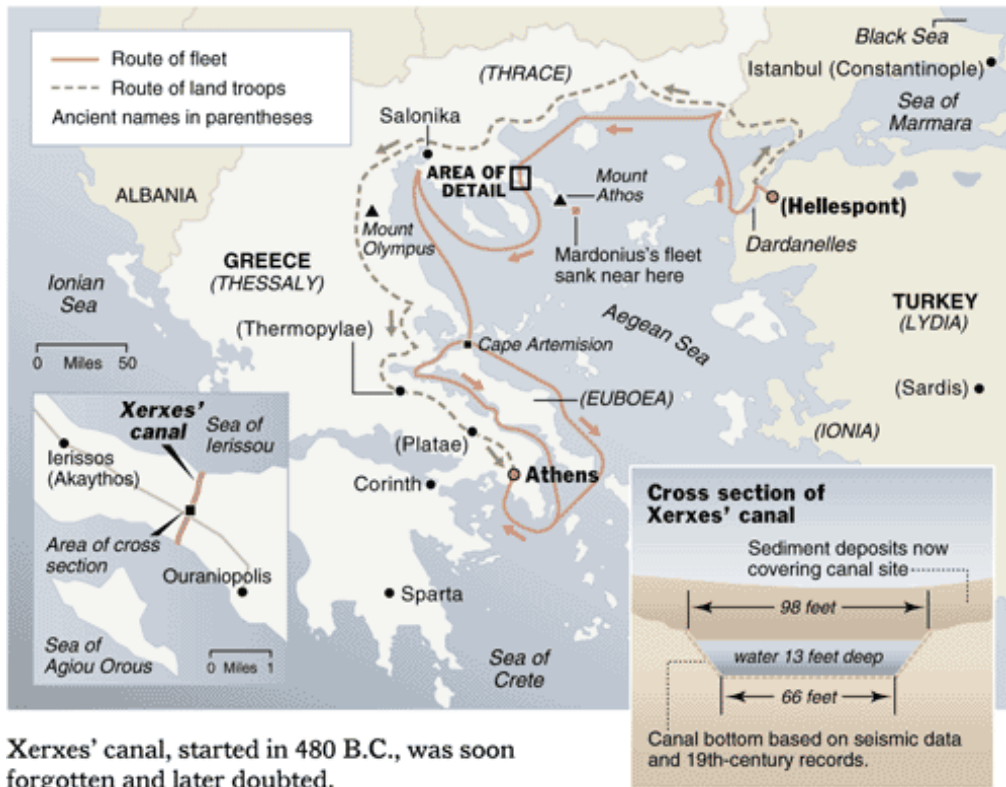 Route of fleet
Route of land troops
Ancient names in parentheses
Black Sea
Istanbul (Constantinople)
Sea of
Marmara
(THRACE)
Salonika
AREA OF
DETAIL
Mount
Athos
(Hellespont)
Dardanelles
Mardonius's fleet
sank near here
ALBANIA
Mount
Olympus
GREECE
(THESSALY)
Ionian
Sea
(Thermopylae)
0 Miles 50
Cape Artemision
Aegean Sea
TURKEY
(LYDIA)
(Sardis)
(EUBOEA)
(IONIA)
(Platae)
Athens
Corinth
Sparta
Sea of
Crete
Xerxes'
canal
Sea of
Ierissou
Ierissos
(Akaythos)
Area of cross
section
Ouraniopolis
Sea of
Agiou Orous
0 Miles 1
Cross section of
Xerxes' canal
Sediment deposits now
covering canal site
98 feet
water 13 feet deep
66 feet
Canal bottom based on seismic data
and 19th-century records.
Xerxes' canal, started in 480 B.C., was soon
forgotten and later doubted.